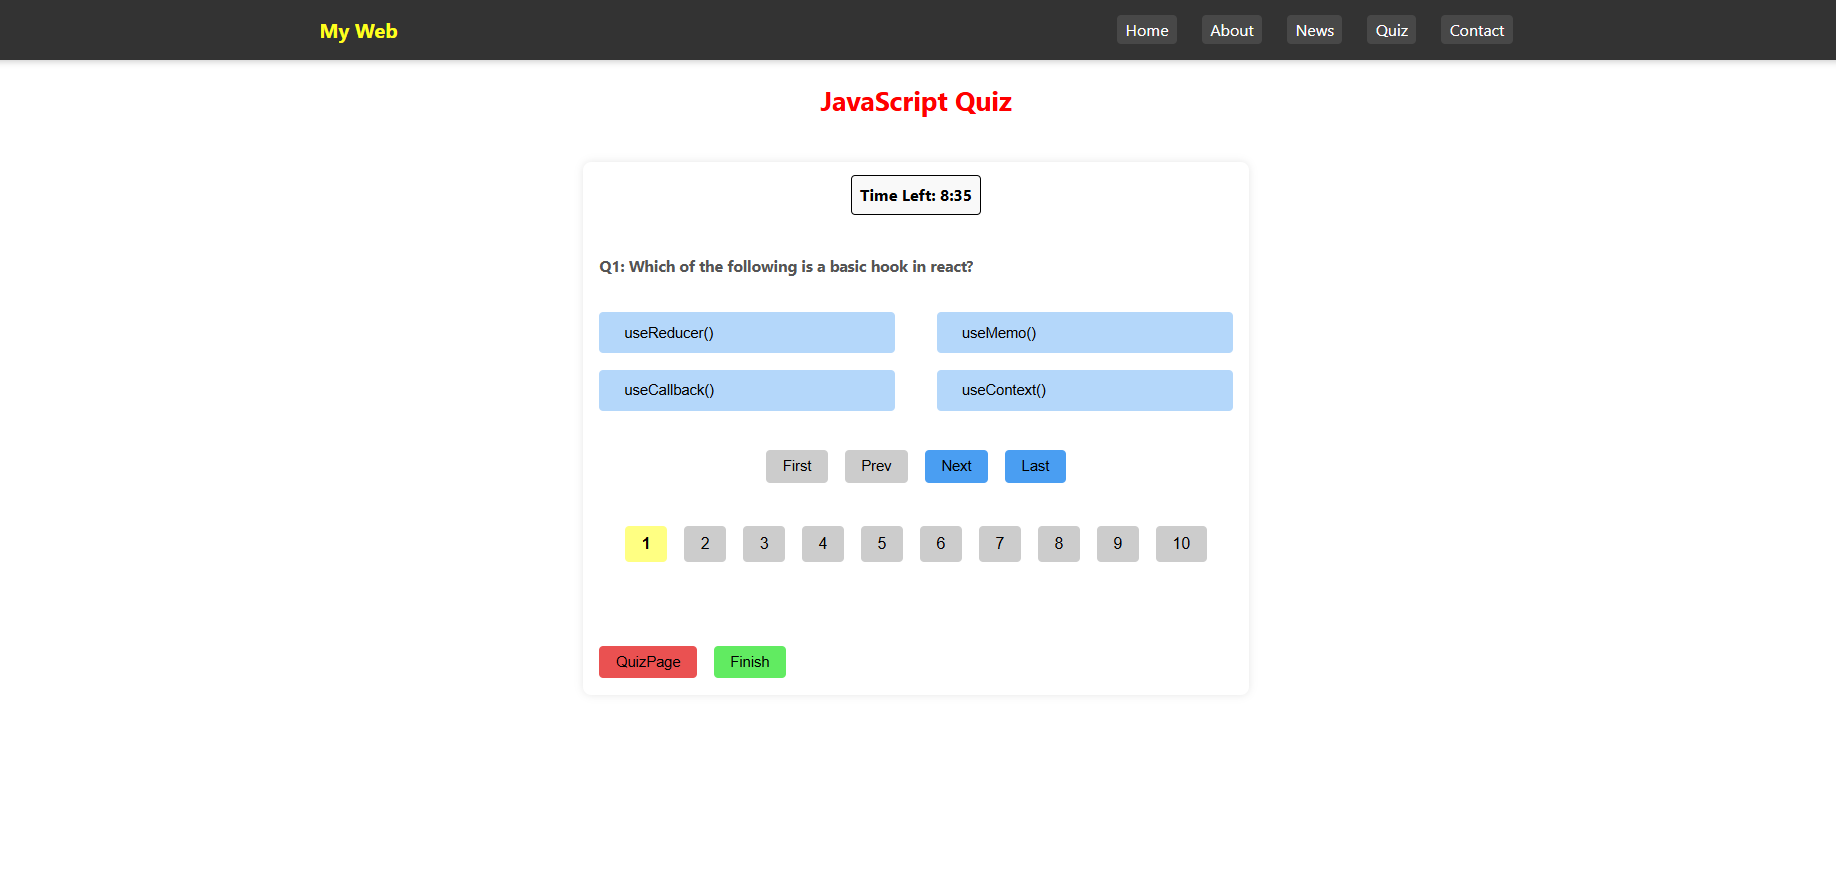 My Web Home About News Quiz Contact
JavaScript Quiz
Time Left: 8:35
Q1: Which of the following is a basic hook in react?
useReducer() useMemo()
useCallback() useContext()
First Prev Next Last
1 2 3 4 5 6 7 8 9 10
QuizPage Finish